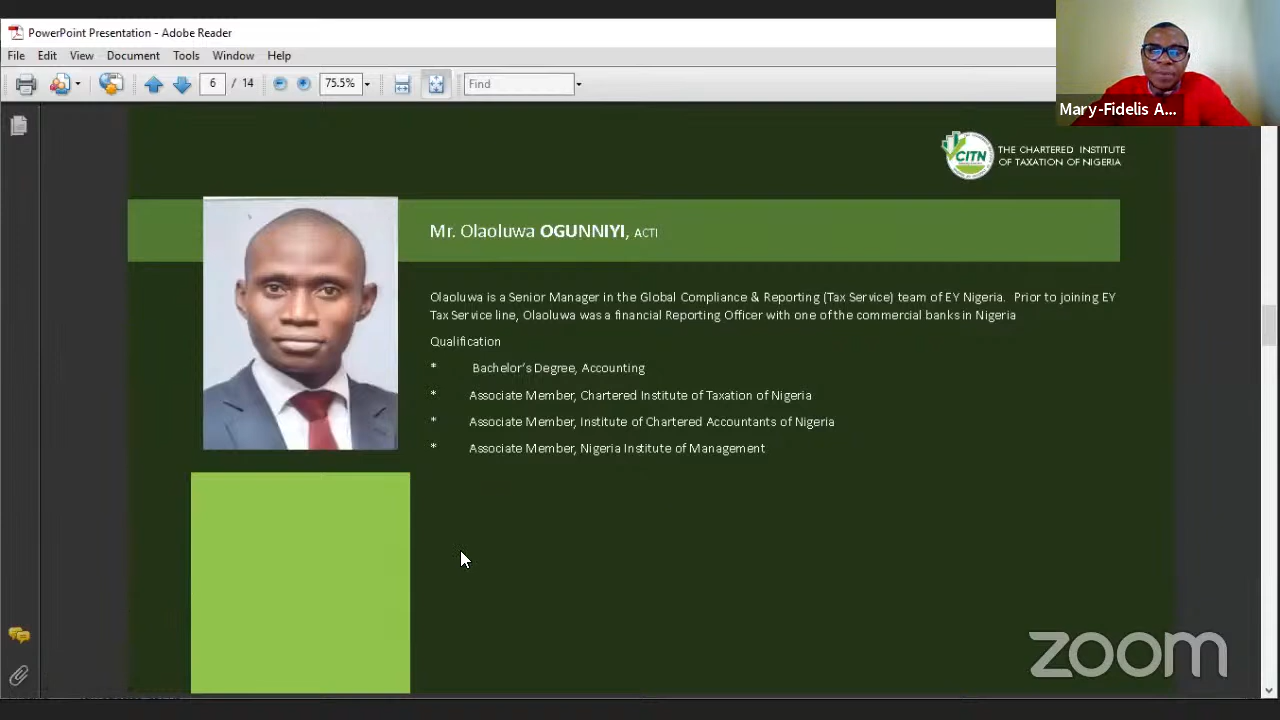 PowerPoint Presentation - Adobe Reader
File Edit View Document Tools Window Help
6 / 14 75.5% Find
Mary-Fidelis A...
CITN
THE CHARTERED INSTITUTE
OF TAXATION OF NIGERIA
Mr. Olaoluwa OGUNNIYI, ACTI
Olaoluwa is a Senior Manager in the Global Compliance & Reporting (Tax Service) team of EY Nigeria. Prior to joining EY
Tax Service line, Olaoluwa was a financial Reporting Officer with one of the commercial banks in Nigeria
Qualification
* Bachelor's Degree, Accounting
* Associate Member, Chartered Institute of Taxation of Nigeria
* Associate Member, Institute of Chartered Accountants of Nigeria
* Associate Member, Nigeria Institute of Management
zoom